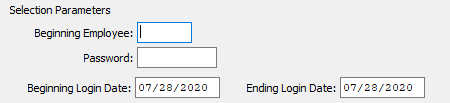 Selection Parameters
Beginning Employee:
Password:
Beginning Login Date: 07/28/2020 Ending Login Date: 07/28/2020